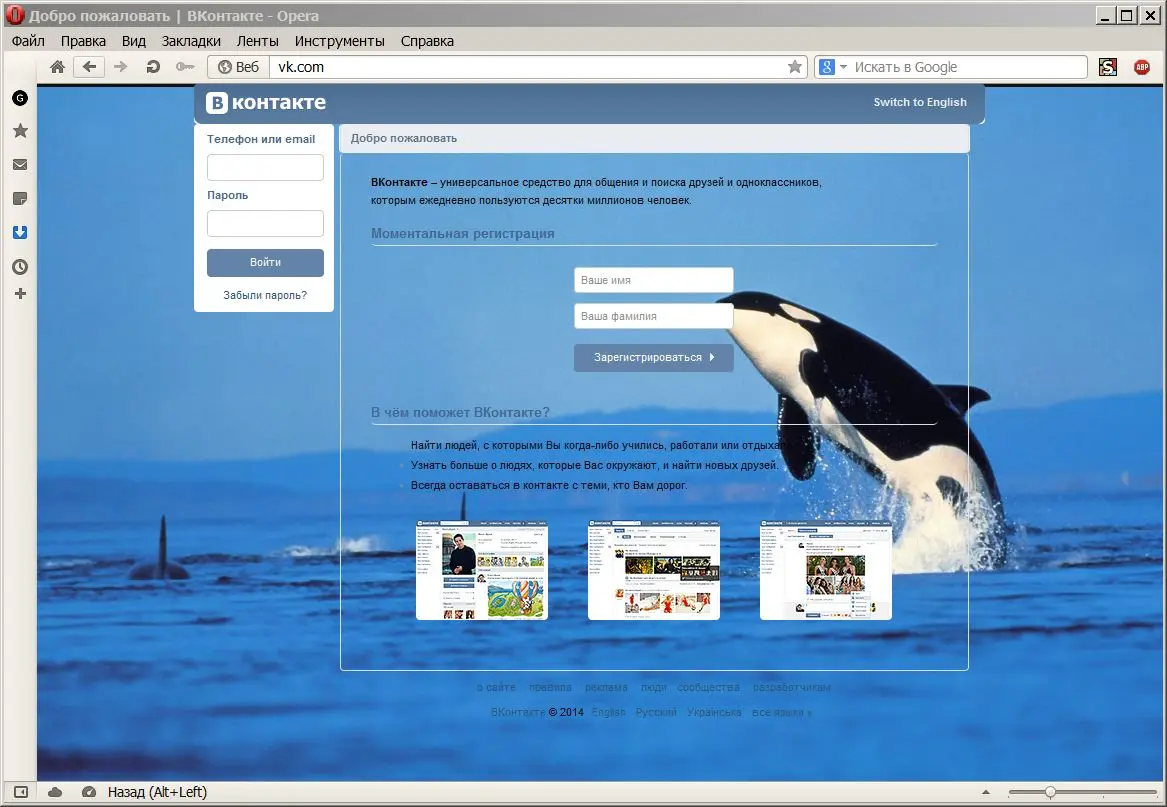 Добро пожаловать | ВКонтакте - Opera
Файл Правка Вид Закладки Ленты Инструменты Справка
Веб vk.com Искать в Google ABP
G
В контакте Switch to English
Телефон или email
Пароль
Войти
Забыли пароль?
Добро пожаловать
ВКонтакте – универсальное средство для общения и поиска друзей и одноклассников,
которым ежедневно пользуются десятки миллионов человек.
Моментальная регистрация
Ваше имя
Ваша фамилия
Зарегистрироваться
В чём поможет ВКонтакте?
Найти людей, с которыми Вы когда-либо учились, работали или отдыхали.
Узнать больше о людях, которые Вас окружают, и найти новых друзей.
Всегда оставаться в контакте с теми, кто Вам дорог.
о сайте правила реклама люди сообщества разработчикам
ВКонтакте © 2014 English Русский Українська все языки »
Назад (Alt+Left)